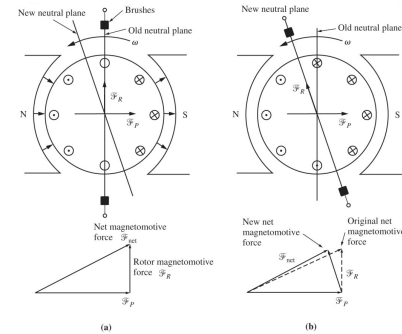 New neutral plane
Brushes
Old neutral plane
ω
ℱR
N
S
ℱP
Net magnetomotive
force ℱnet
Rotor magnetomotive
force ℱR
ℱP
(a)
New neutral plane
Old neutral plane
ω
ℱR
N
S
ℱP
New net
magnetomotive
force
Original net
magnetomotive
force
ℱnet
ℱR
ℱP
(b)